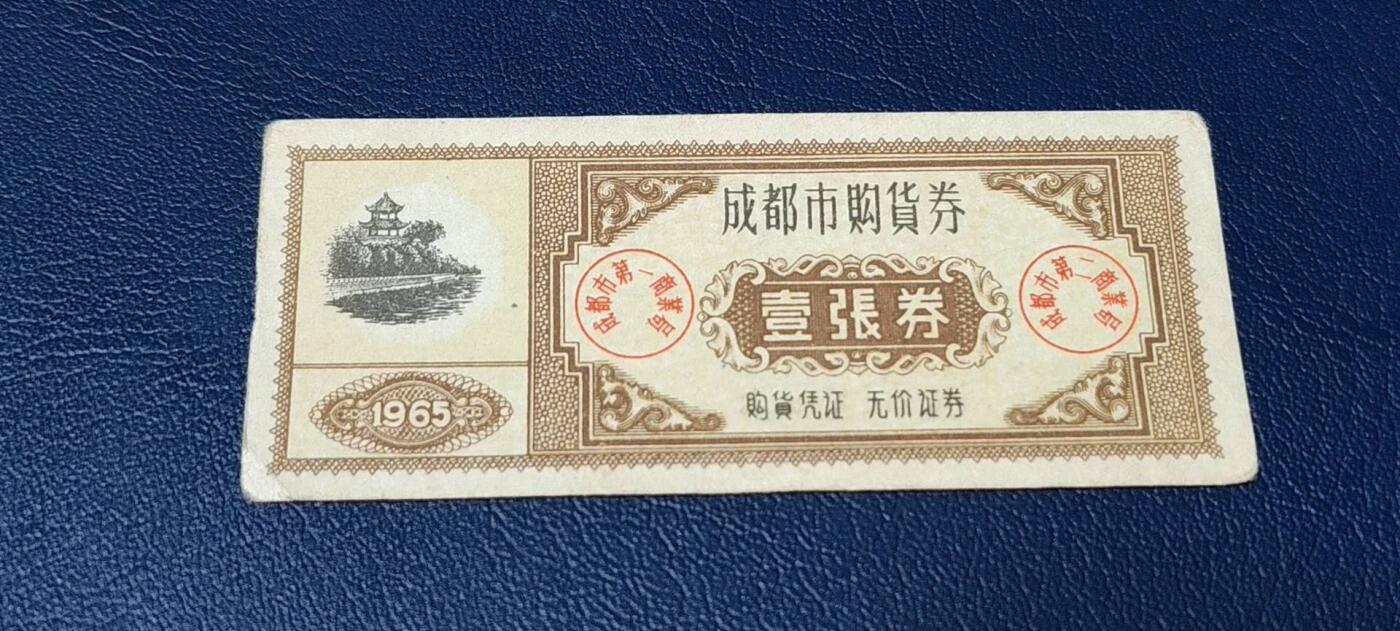 成都市购货券
成都市第一商業局
壹張券
成都市第二商業局
购货凭证 无价证券
1965